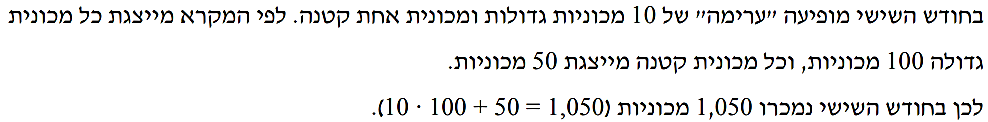 בחודש השישי מופיעה "ערימה" של 10 מכוניות גדולות ומכונית אחת קטנה. לפי המקרא מייצגת כל מכונית
גדולה 100 מכוניות, וכל מכונית קטנה מייצגת 50 מכוניות.
לכן בחודש השישי נמכרו 1,050 מכוניות (10 · 100 + 50 = 1,050).